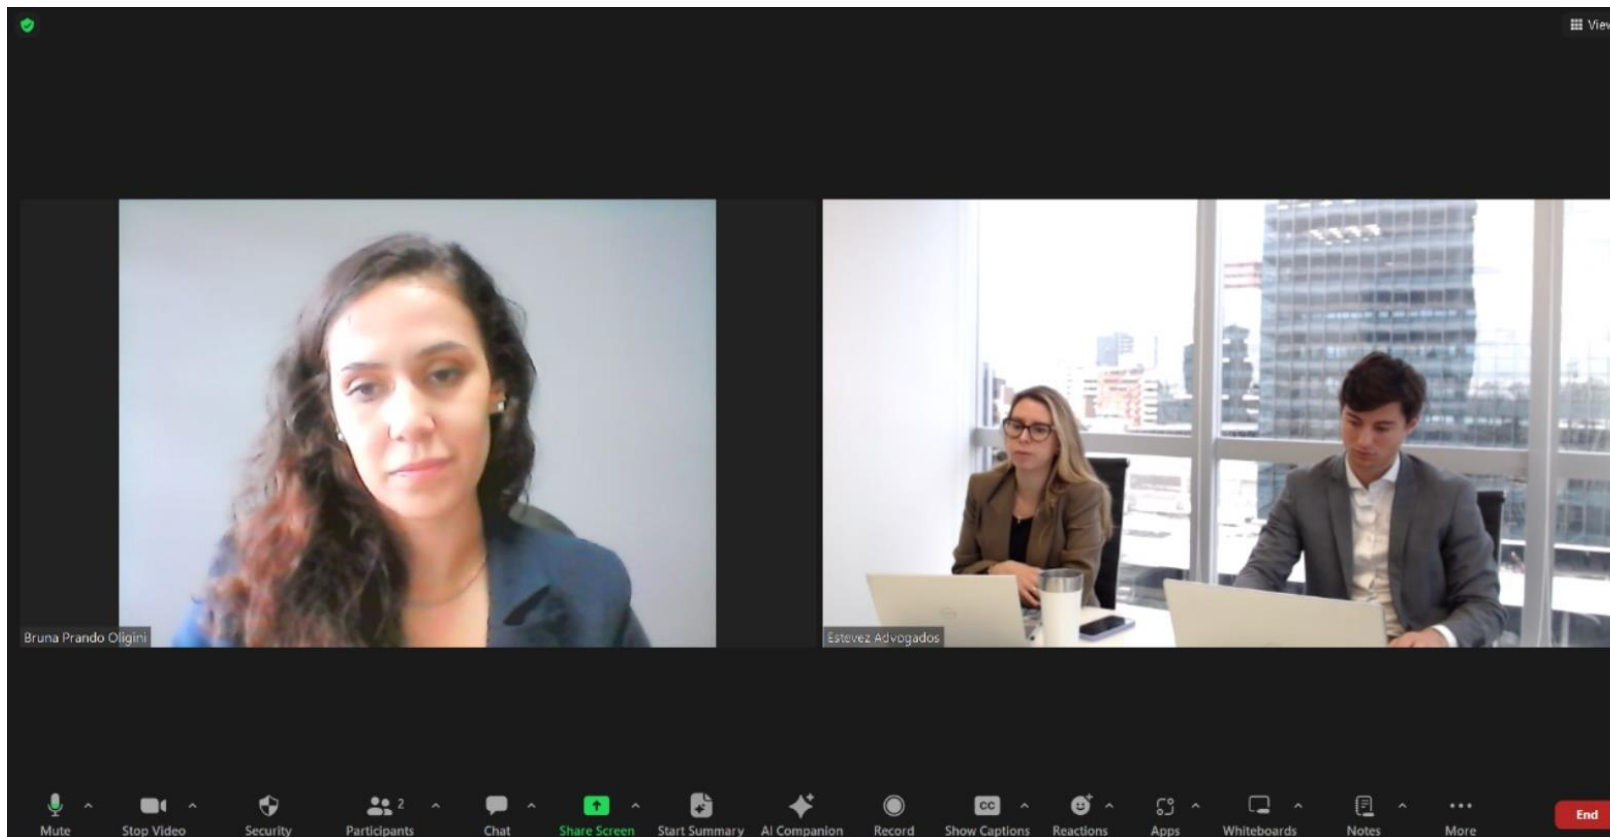 View
Bruna Prando Oligini
Estevez Advogados
2
Mute
Stop Video
Security
Participants
Chat
Share Screen
Start Summary
AI Companion
CC
Record
Show Captions
Reactions
Apps
Whiteboards
Notes
More
End